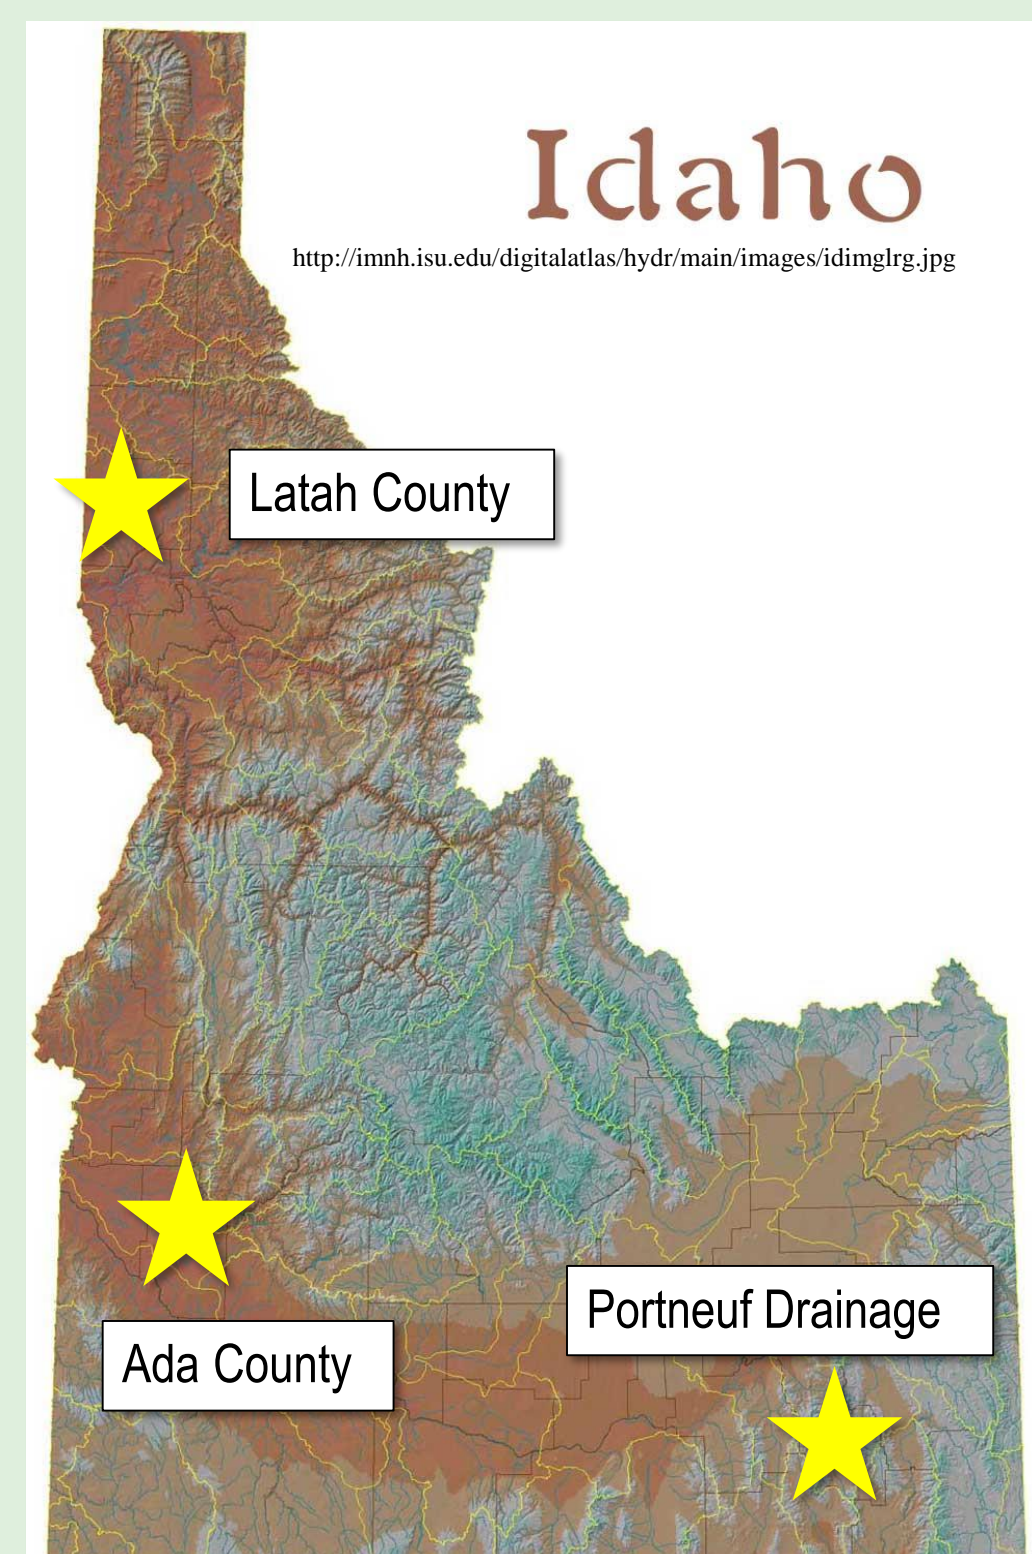 Idaho
http://imnh.isu.edu/digitalatlas/hydr/main/images/idimglrg.jpg
Latah County
Portneuf Drainage
Ada County